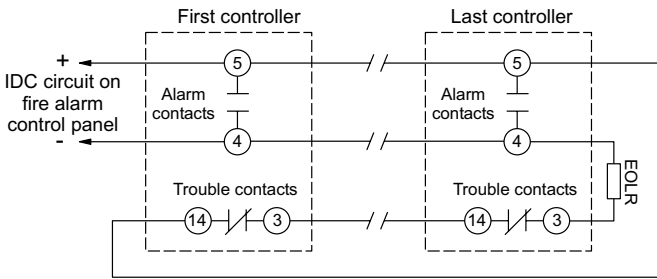 First controller
Last controller
+
IDC circuit on
fire alarm
control panel
-
5
Alarm
contacts
4
5
Alarm
contacts
4
EOLR
Trouble contacts
14
3
Trouble contacts
14
3